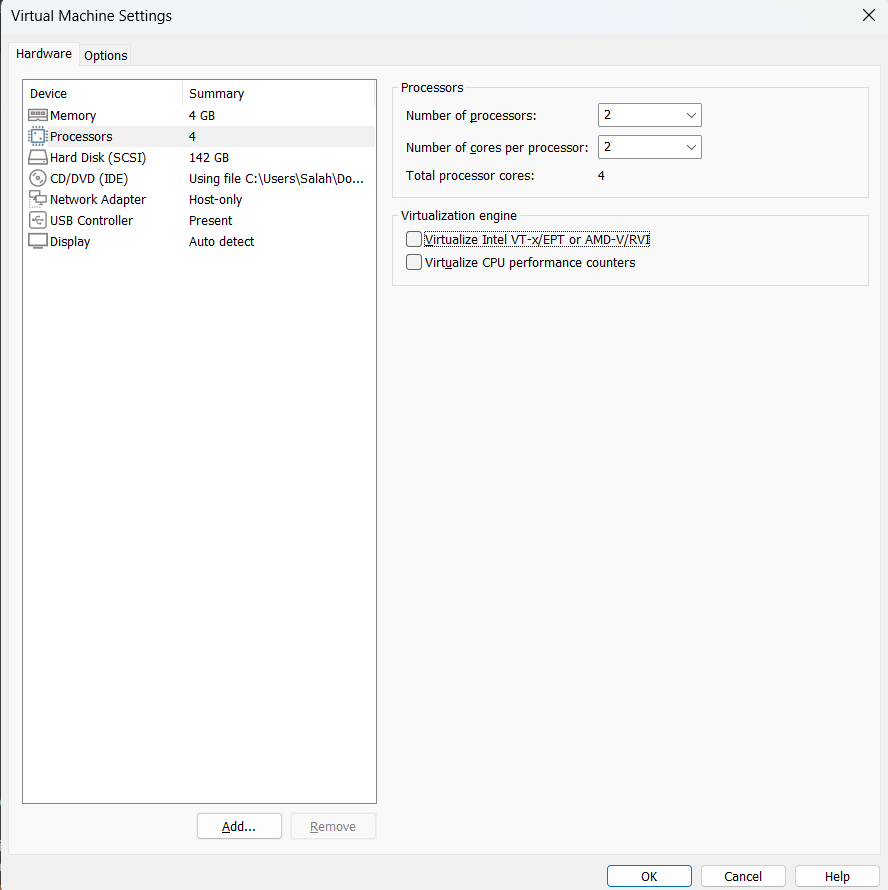 Virtual Machine Settings
Hardware Options
Device Summary
Memory 4 GB
Processors 4
Hard Disk (SCSI) 142 GB
CD/DVD (IDE) Using file C:\Users\Salah\Do...
Network Adapter Host-only
USB Controller Present
Display Auto detect
Processors
Number of processors: 2
Number of cores per processor: 2
Total processor cores: 4
Virtualization engine
Virtualize Intel VT-x/EPT or AMD-V/RVI
Virtualize CPU performance counters
Add... Remove
OK Cancel Help